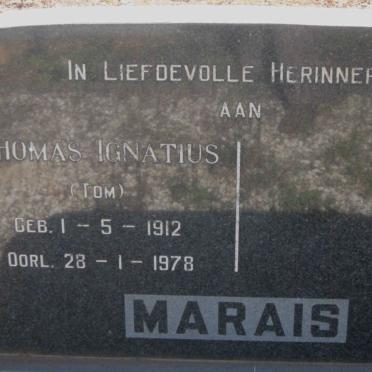 IN LIEFDEVOLLE HERINNER
AAN
HOMAS IGNATIUS
(TOM)
GEB. 1 - 5 - 1912
OORL. 28 - 1 - 1978
MARAIS